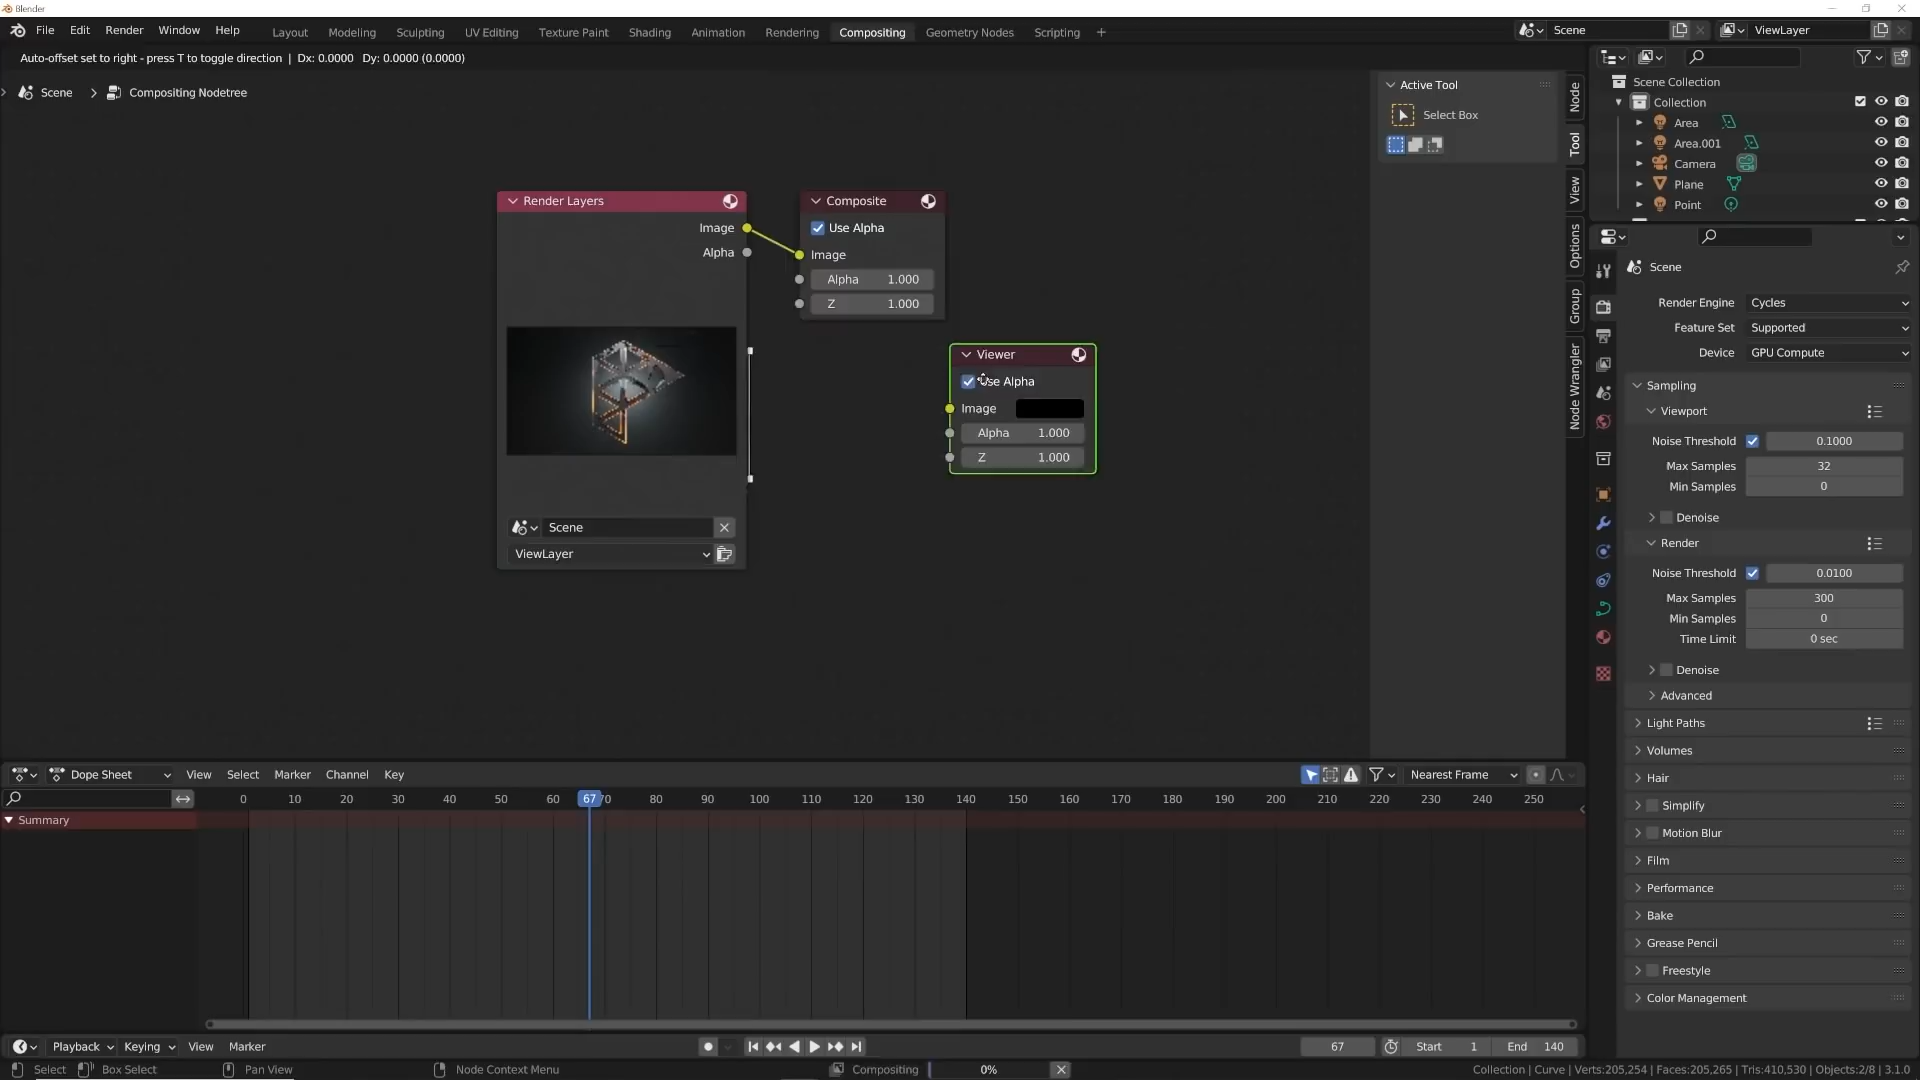 Blender
File Edit Render Window Help
Layout Modeling Sculpting UV Editing Texture Paint Shading Animation Rendering Compositing Geometry Nodes Scripting +
Scene
ViewLayer
Auto-offset set to right - press T to toggle direction | Dx: 0.0000 Dy: 0.0000 (0.0000)
Scene > Compositing Nodetree
Render Layers
Image
Alpha
Scene
ViewLayer
Composite
Use Alpha
Image
Alpha 1.000
Z 1.000
Viewer
Use Alpha
Image
Alpha 1.000
Z 1.000
Active Tool
Select Box
Node
Tool
View
Options
Group
Node Wrangler
Scene Collection
Collection
Area
Area.001
Camera
Plane
Point
Scene
Render Engine Cycles
Feature Set Supported
Device GPU Compute
Sampling
Viewport
Noise Threshold 0.1000
Max Samples 32
Min Samples 0
Denoise
Render
Noise Threshold 0.0100
Max Samples 300
Min Samples 0
Time Limit 0 sec
Denoise
Advanced
Light Paths
Volumes
Hair
Simplify
Motion Blur
Film
Performance
Bake
Grease Pencil
Freestyle
Color Management
Dope Sheet View Select Marker Channel Key
Nearest Frame
0 10 20 30 40 50 60 67 70 80 90 100 110 120 130 140 150 160 170 180 190 200 210 220 230 240 250
Summary
Playback Keying View Marker
67 Start 1 End 140
Select Box Select Pan View Node Context Menu Compositing 0%
Collection | Curve | Verts:205,254 | Faces:205,265 | Tris:410,530 | Objects:2/8 | 3.1.0